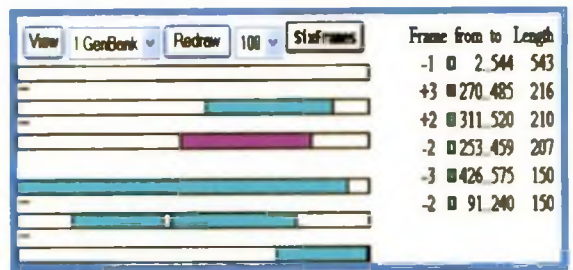 View 1 GenBank Redraw 100 SixFrames
Frame from to Length
-1 2..544 543
+3 270..485 216
+2 311..520 210
-2 253..459 207
-3 426..575 150
-2 91..240 150